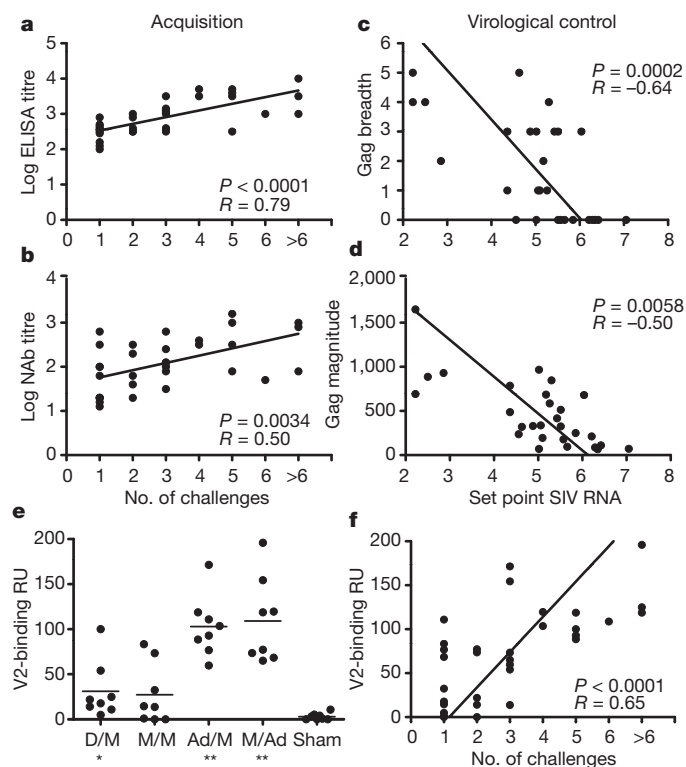 a Acquisition
Log ELISA titre
5
4
3
2
1
0
P < 0.0001
R = 0.79
0 1 2 3 4 5 6 >6
c Virological control
Gag breadth
6
5
4
3
2
1
0
P = 0.0002
R = –0.64
2 3 4 5 6 7 8
b
Log NAb titre
4
3
2
1
0
P = 0.0034
R = 0.50
0 1 2 3 4 5 6 >6
No. of challenges
d
Gag magnitude
2,000
1,500
1,000
500
0
P = 0.0058
R = –0.50
2 3 4 5 6 7 8
Set point SIV RNA
e
V2-binding RU
200
150
100
50
0
D/M M/M Ad/M M/Ad Sham
* ** **
f
V2-binding RU
200
150
100
50
0
P < 0.0001
R = 0.65
0 1 2 3 4 5 6 >6
No. of challenges